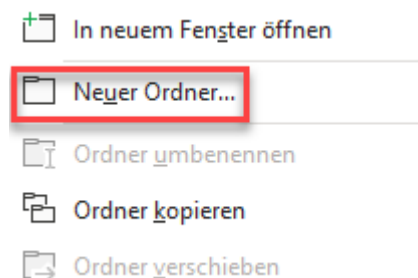 In neuem Fenster öffnen
Neuer Ordner...
Ordner umbenennen
Ordner kopieren
Ordner verschieben